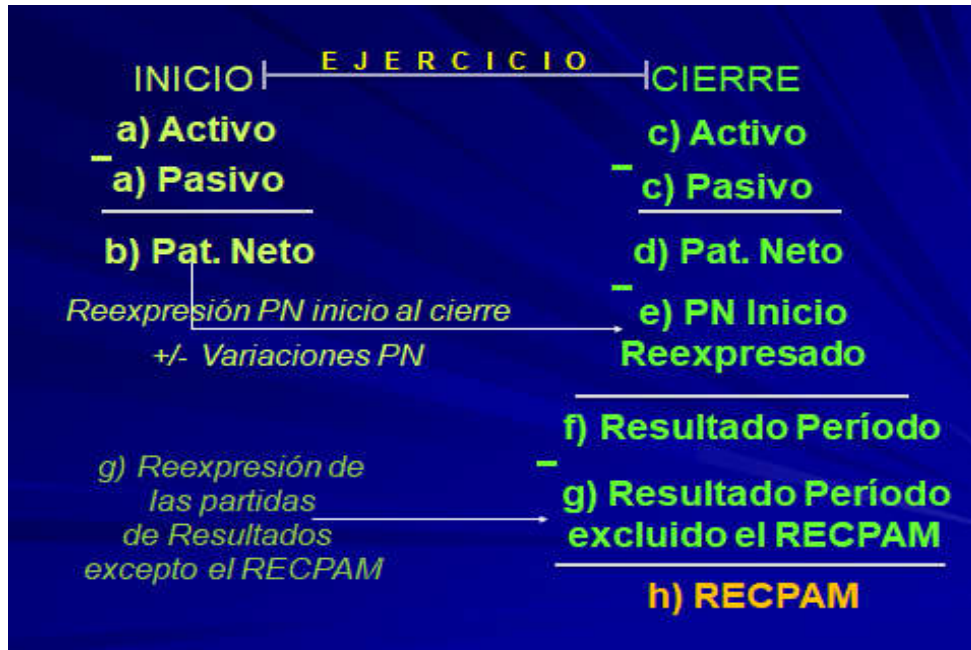 EJERCICIO
INICIO
CIERRE
a) Activo
c) Activo
− a) Pasivo
− c) Pasivo
b) Pat. Neto
d) Pat. Neto
Reexpresión PN inicio al cierre
+/- Variaciones PN
− e) PN Inicio
Reexpresado
f) Resultado Período
g) Reexpresión de
las partidas
de Resultados
excepto el RECPAM
− g) Resultado Período
excluido el RECPAM
h) RECPAM